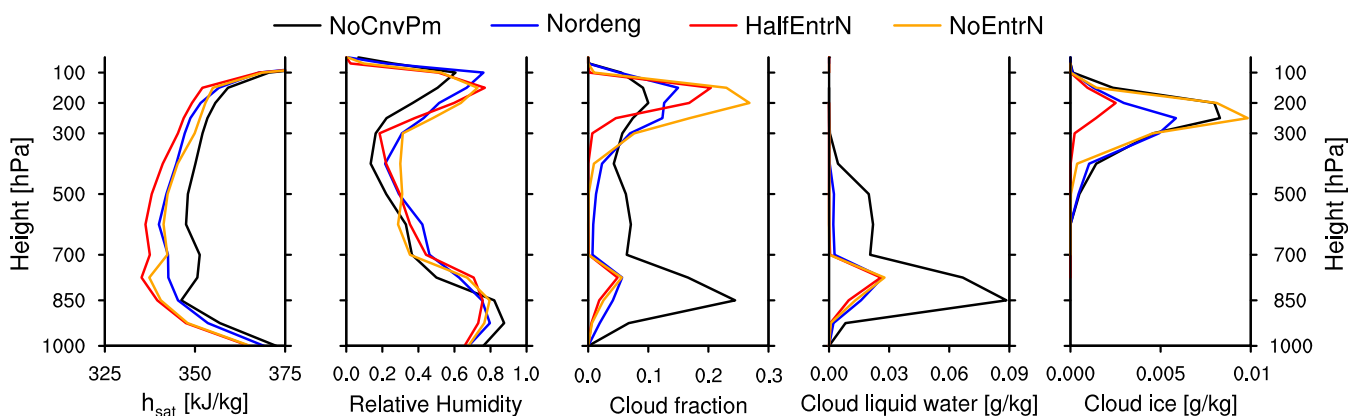 NoCnvPm Nordeng HalfEntrN NoEntrN
Height [hPa]
100
200
300
500
700
850
1000
325 350 375
h_sat [kJ/kg]
0.0 0.2 0.4 0.6 0.8 1.0
Relative Humidity
0.0 0.1 0.2 0.3
Cloud fraction
0.00 0.03 0.06 0.09
Cloud liquid water [g/kg]
0.000 0.005 0.01
Cloud ice [g/kg]
100
200
300
500
700
850
1000
Height [hPa]